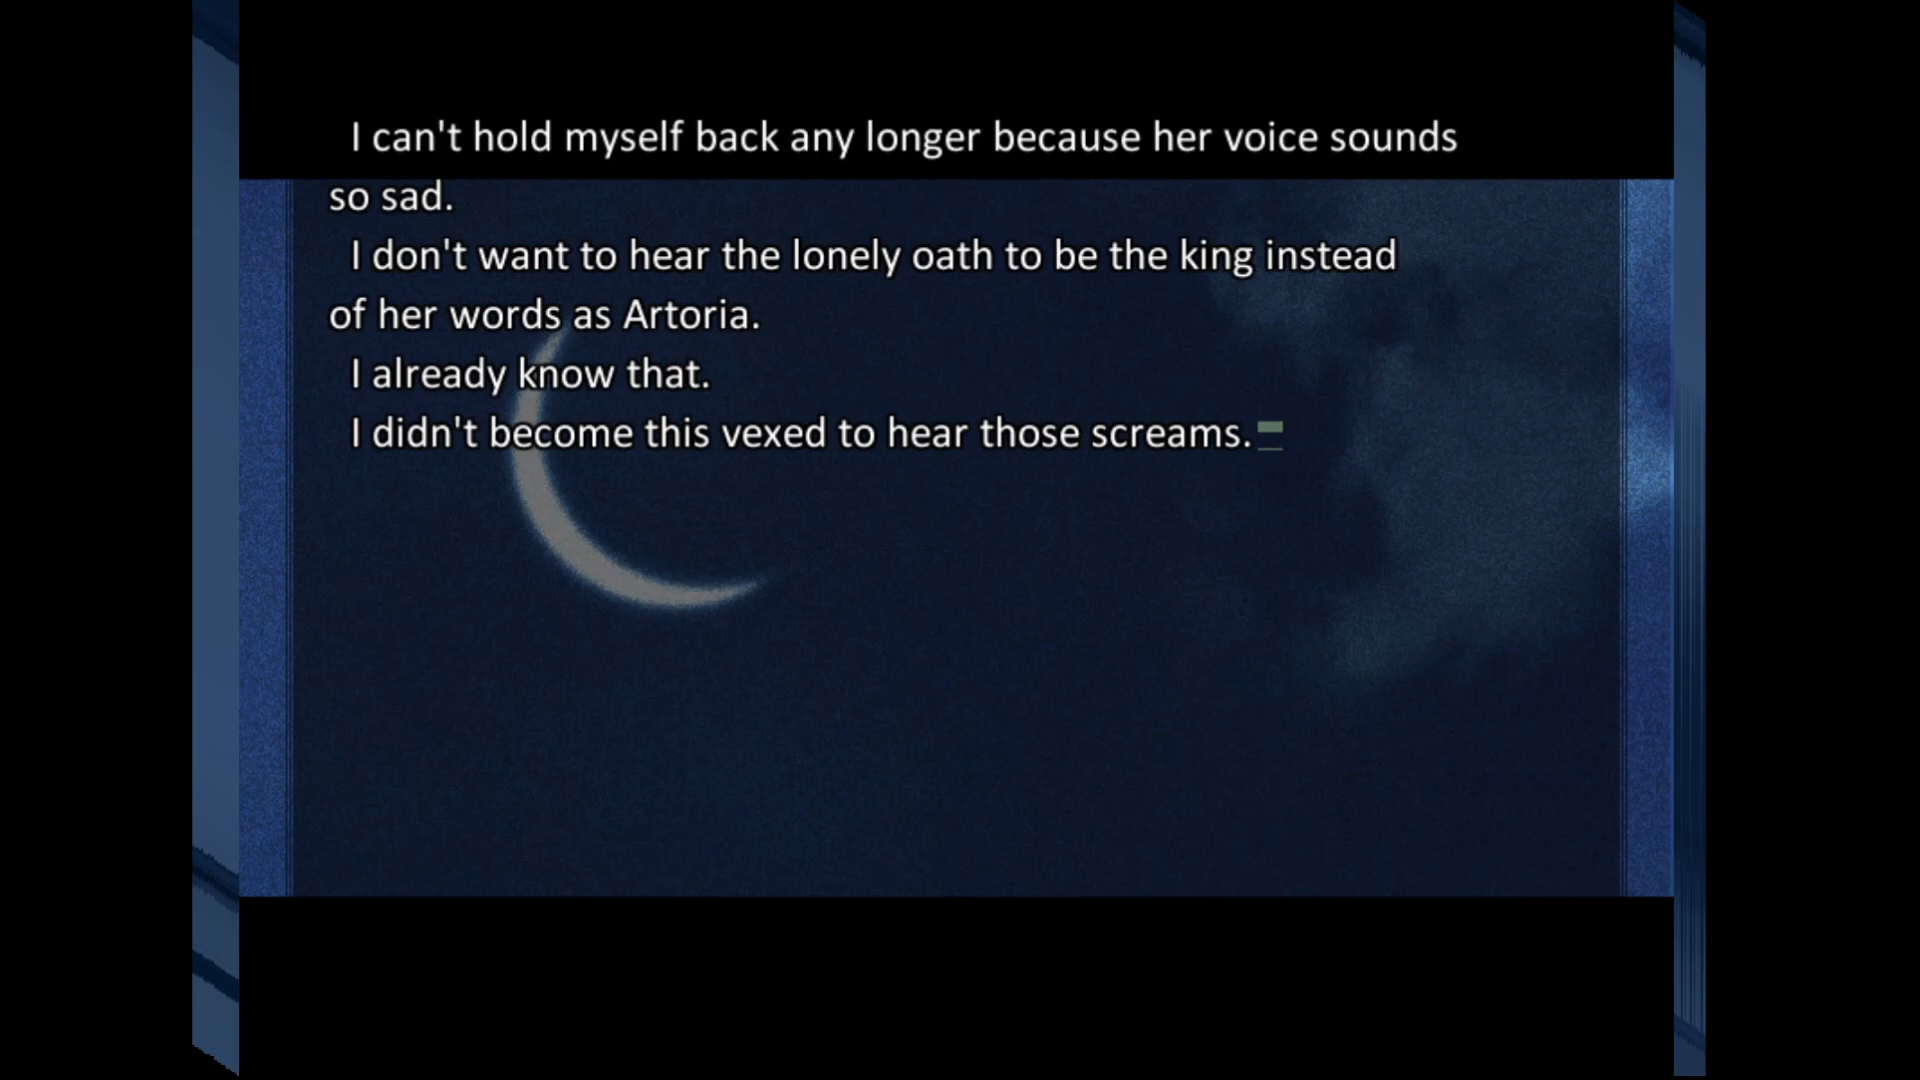 I can't hold myself back any longer because her voice sounds
so sad.
I don't want to hear the lonely oath to be the king instead
of her words as Artoria.
I already know that.
I didn't become this vexed to hear those screams.